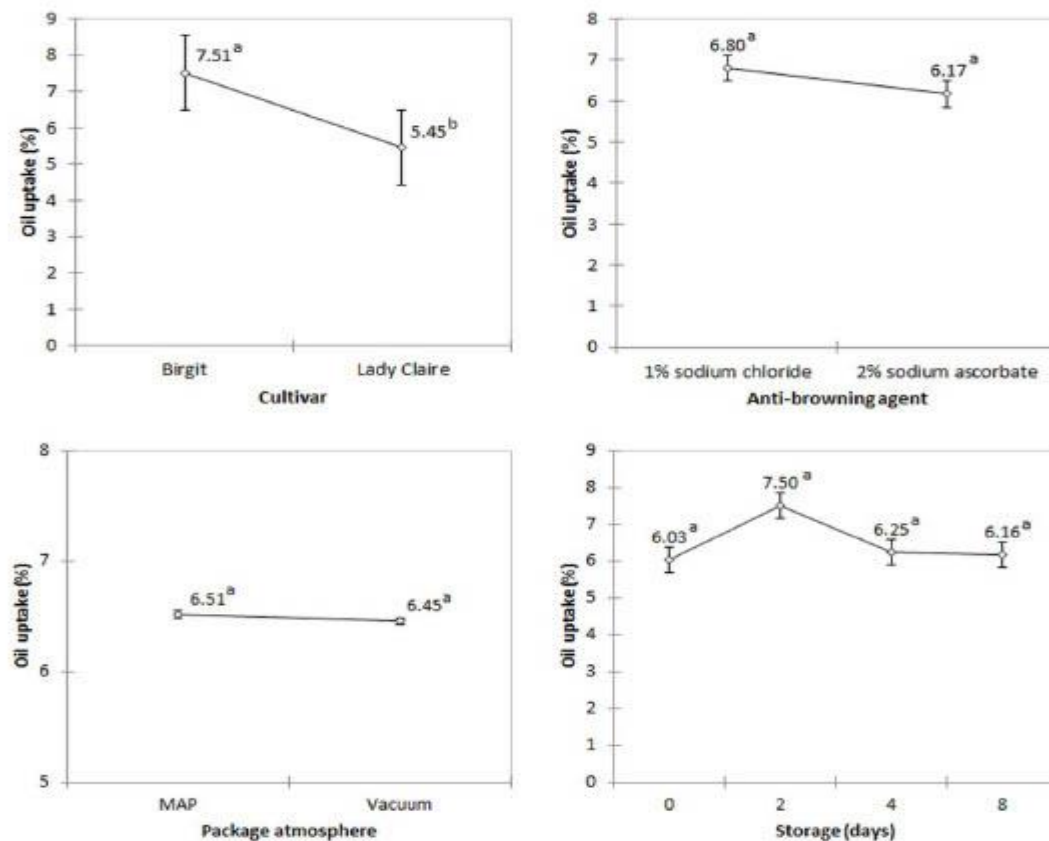 9
8
7
6
5
4
3
2
1
0
Oil uptake (%)
7.51a
5.45b
Birgit
Lady Claire
Cultivar
8
7
6
5
4
3
2
1
0
Oil uptake (%)
6.80a
6.17a
1% sodium chloride
2% sodium ascorbate
Anti-browning agent
8
7
6
5
Oil uptake (%)
6.51a
6.45a
MAP
Vacuum
Package atmosphere
9
8
7
6
5
4
3
2
1
0
Oil uptake (%)
6.03a
7.50a
6.25a
6.16a
0
2
4
8
Storage (days)